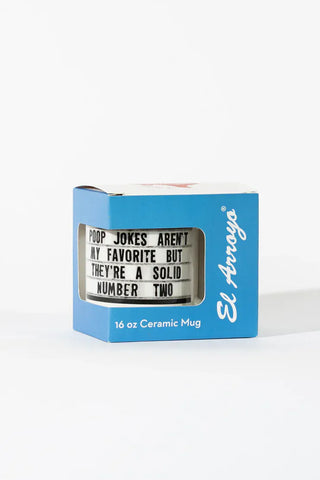 POOP JOKES AREN'T
MY FAVORITE BUT
THEY'RE A SOLID
NUMBER TWO
16 oz Ceramic Mug
El Arroyo®